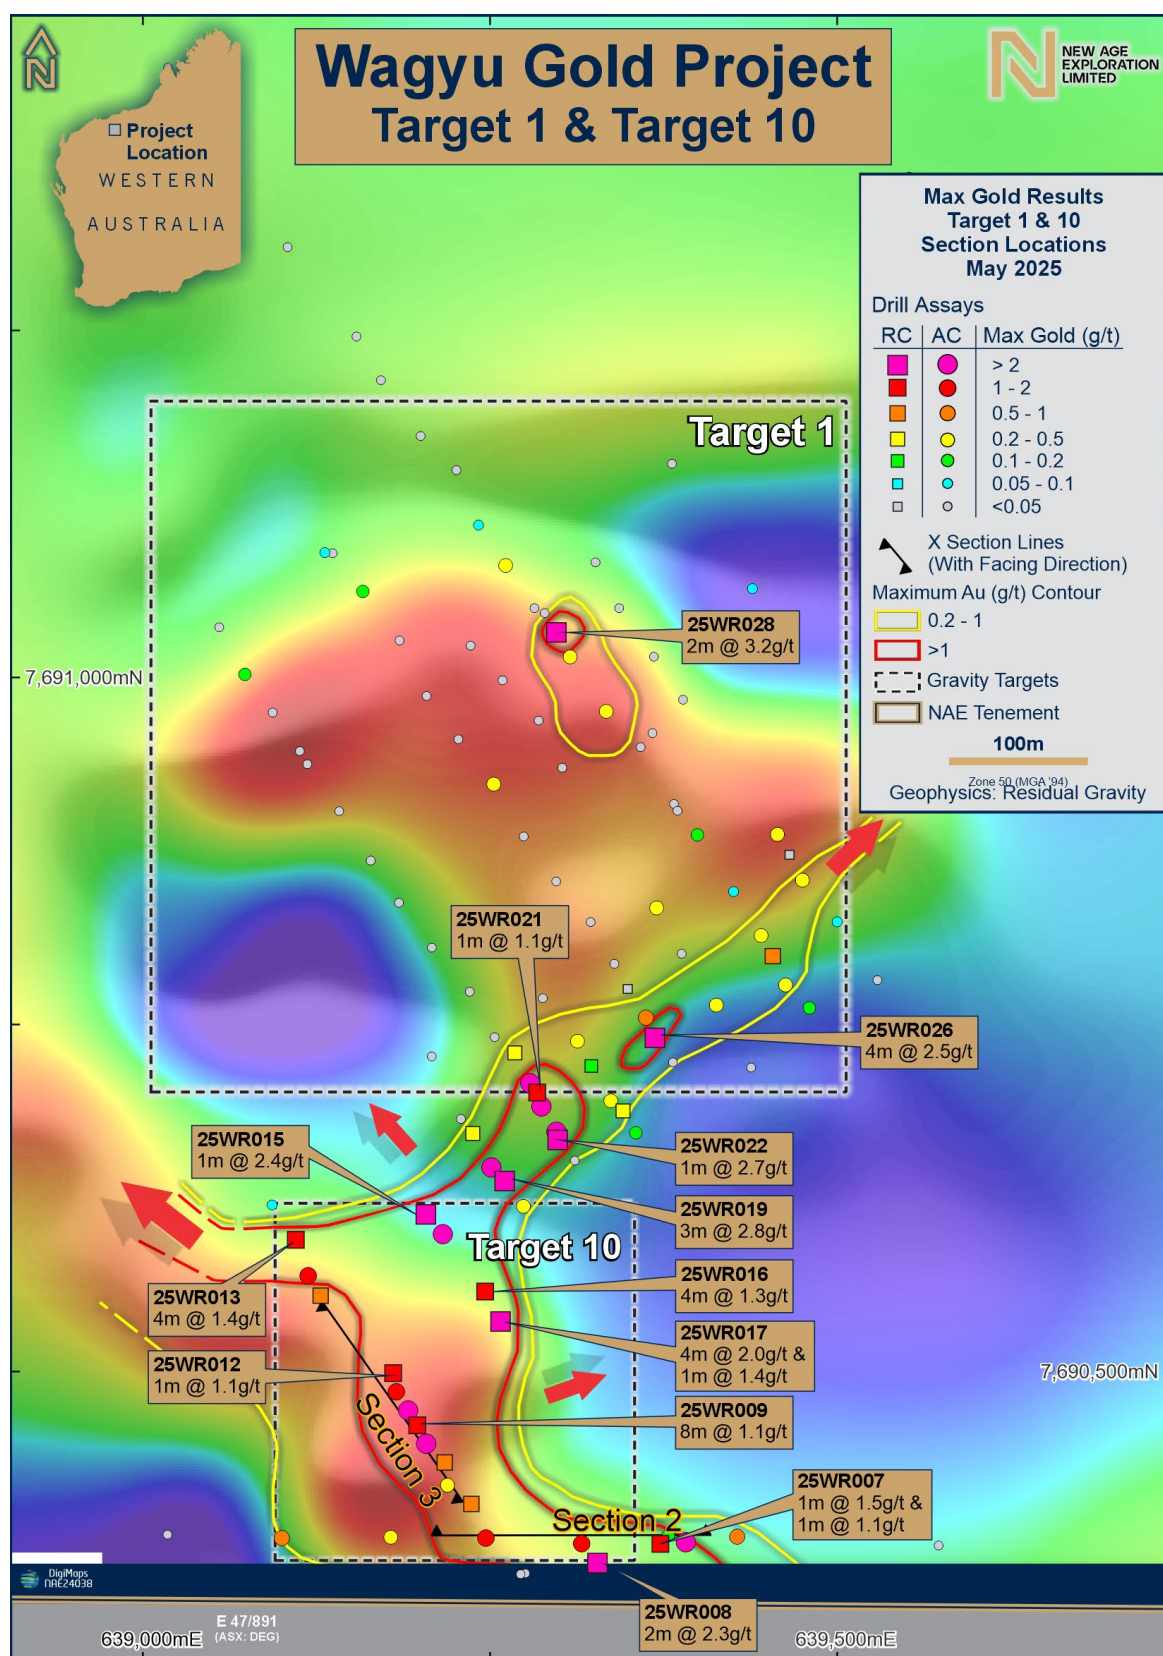 Wagyu Gold Project
Target 1 & Target 10
N
NEW AGE
EXPLORATION
LIMITED
Project
Location
WESTERN
AUSTRALIA
Max Gold Results
Target 1 & 10
Section Locations
May 2025
Drill Assays
RC AC Max Gold (g/t)
> 2
1 - 2
0.5 - 1
0.2 - 0.5
0.1 - 0.2
0.05 - 0.1
<0.05
X Section Lines
(With Facing Direction)
Maximum Au (g/t) Contour
0.2 - 1
>1
Gravity Targets
NAE Tenement
100m
Zone 50 (MGA '94)
Geophysics: Residual Gravity
Target 1
25WR028
2m @ 3.2g/t
7,691,000mN
25WR021
1m @ 1.1g/t
25WR026
4m @ 2.5g/t
25WR015
1m @ 2.4g/t
25WR022
1m @ 2.7g/t
25WR019
3m @ 2.8g/t
Target 10
25WR016
4m @ 1.3g/t
25WR013
4m @ 1.4g/t
25WR017
4m @ 2.0g/t &
1m @ 1.4g/t
25WR012
1m @ 1.1g/t
7,690,500mN
25WR009
8m @ 1.1g/t
Section 3
25WR007
1m @ 1.5g/t &
1m @ 1.1g/t
Section 2
DigiMaps
NAE24038
25WR008
2m @ 2.3g/t
E 47/891
(ASX: DEG)
639,000mE
639,500mE